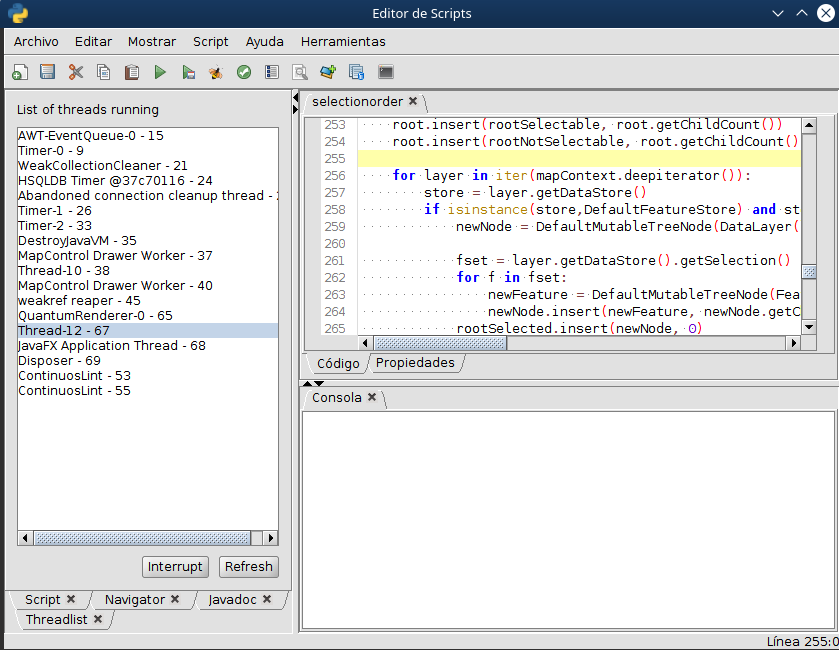 Editor de Scripts
Archivo Editar Mostrar Script Ayuda Herramientas
List of threads running
AWT-EventQueue-0 - 15
Timer-0 - 9
WeakCollectionCleaner - 21
HSQLDB Timer @37c70116 - 24
Abandoned connection cleanup thread -
Timer-1 - 26
Timer-2 - 33
DestroyJavaVM - 35
MapControl Drawer Worker - 37
Thread-10 - 38
MapControl Drawer Worker - 40
weakref reaper - 45
QuantumRenderer-0 - 65
Thread-12 - 67
JavaFX Application Thread - 68
Disposer - 69
ContinuosLint - 53
ContinuosLint - 55
Interrupt Refresh
Script Navigator Javadoc
Threadlist
selectionorder
253 root.insert(rootSelectable, root.getChildCount())
254 root.insert(rootNotSelectable, root.getChildCount()
255
256 for layer in iter(mapContext.deepiterator()):
257 store = layer.getDataStore()
258 if isinstance(store,DefaultFeatureStore) and st
259 newNode = DefaultMutableTreeNode(DataLayer(
260
261 fset = layer.getDataStore().getSelection()
262 for f in fset:
263 newFeature = DefaultMutableTreeNode(Fea
264 newNode.insert(newFeature, newNode.getC
265 rootSelected.insert(newNode, 0)
Código Propiedades
Consola
Línea 255:0